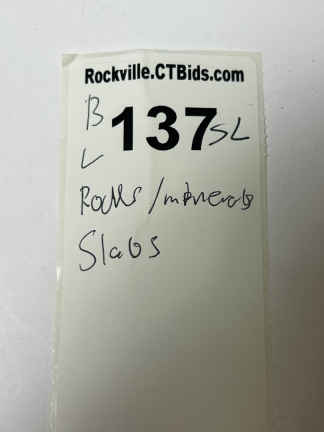 Rockville.CTBids.com
B 137 SL
L
Rocks/minerals
Slabs